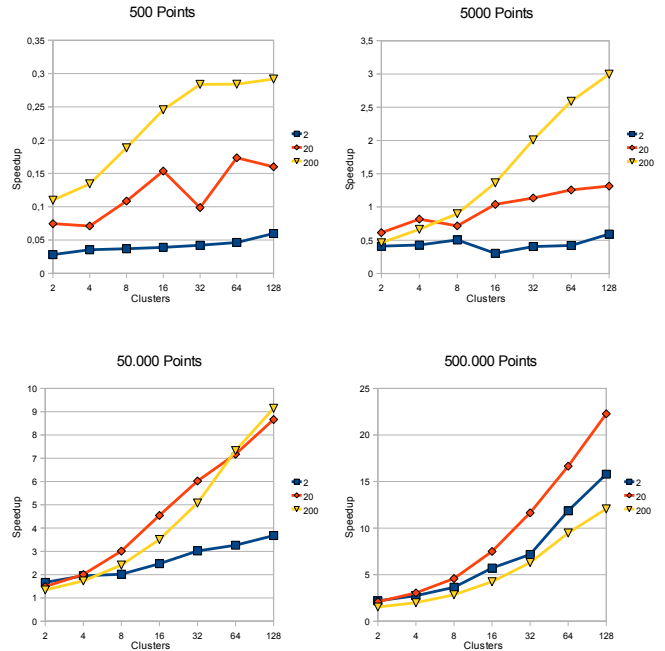 500 Points
0,35
0,3
0,25
0,2
0,15
0,1
0,05
0
Speedup
2 4 8 16 32 64 128
Clusters
2
20
200
5000 Points
3,5
3
2,5
2
1,5
1
0,5
0
Speedup
2 4 8 16 32 64 128
Clusters
2
20
200
50.000 Points
10
9
8
7
6
5
4
3
2
1
0
Speedup
2 4 8 16 32 64 128
Clusters
2
20
200
500.000 Points
25
20
15
10
5
0
Speedup
2 4 8 16 32 64 128
Clusters
2
20
200